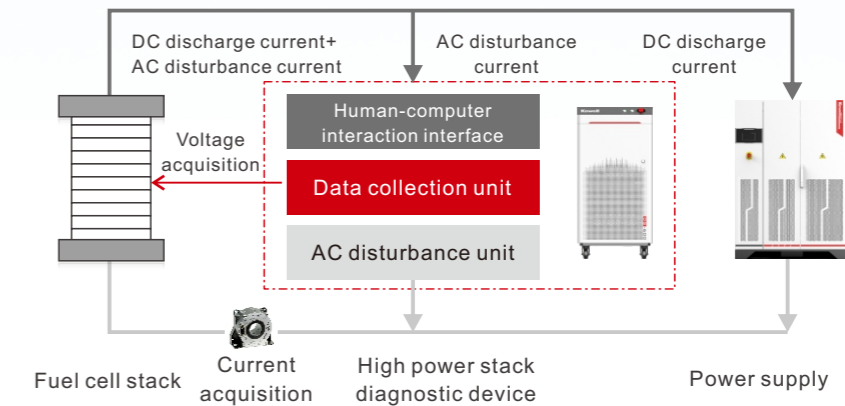 DC discharge current+
AC disturbance current
AC disturbance
current
DC discharge
current
Human-computer
interaction interface
Voltage
acquisition
Data collection unit
AC disturbance unit
Fuel cell stack
Current
acquisition
High power stack
diagnostic device
Power supply